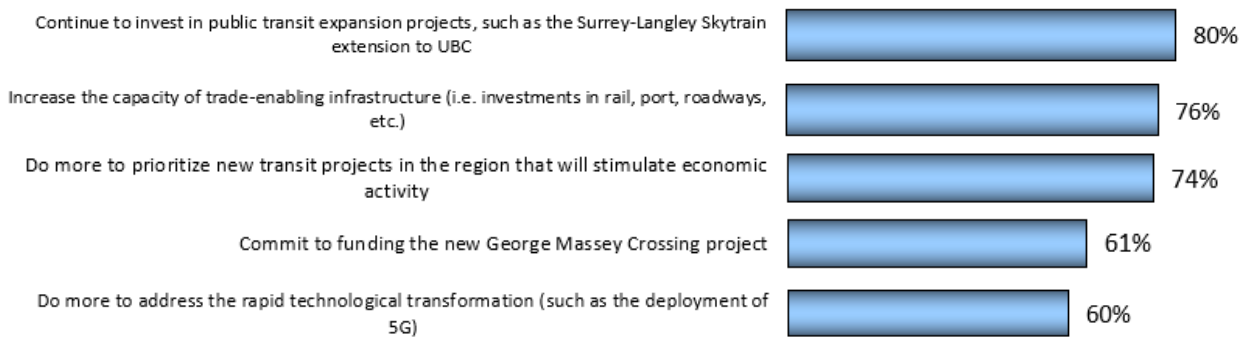 Continue to invest in public transit expansion projects, such as the Surrey-Langley Skytrain
extension to UBC
80%
Increase the capacity of trade-enabling infrastructure (i.e. investments in rail, port, roadways,
etc.)
76%
Do more to prioritize new transit projects in the region that will stimulate economic
activity
74%
Commit to funding the new George Massey Crossing project
61%
Do more to address the rapid technological transformation (such as the deployment of
5G)
60%